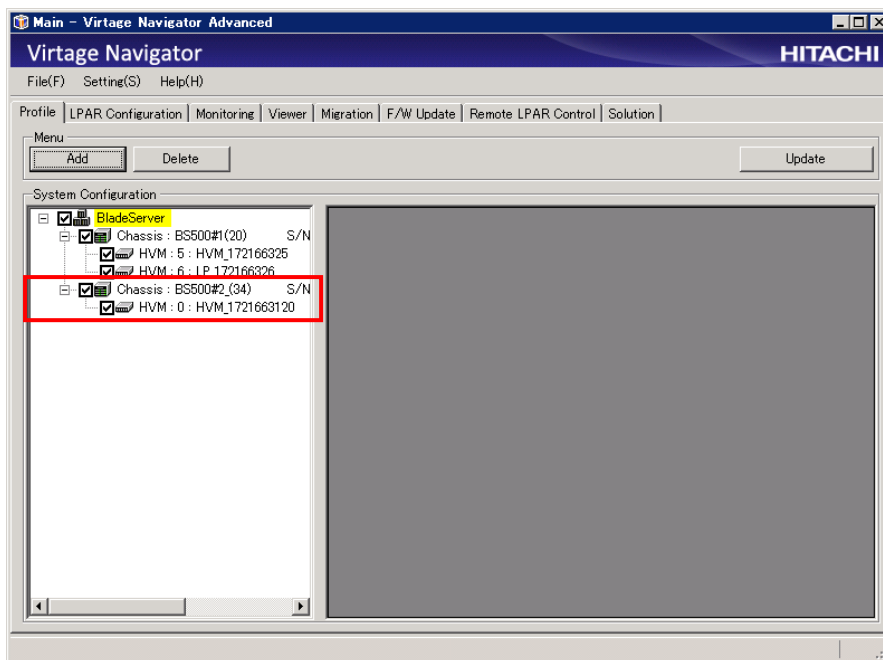 Main - Virtage Navigator Advanced
Virtage Navigator
HITACHI
File(F) Setting(S) Help(H)
Profile LPAR Configuration Monitoring Viewer Migration F/W Update Remote LPAR Control Solution
Menu
Add Delete Update
System Configuration
BladeServer
Chassis : BS500#1(20) S/N
HVM : 5 : HVM_172166325
HVM : 6 : LP_172166326
Chassis : BS500#2_(34) S/N
HVM : 0 : HVM_1721663120